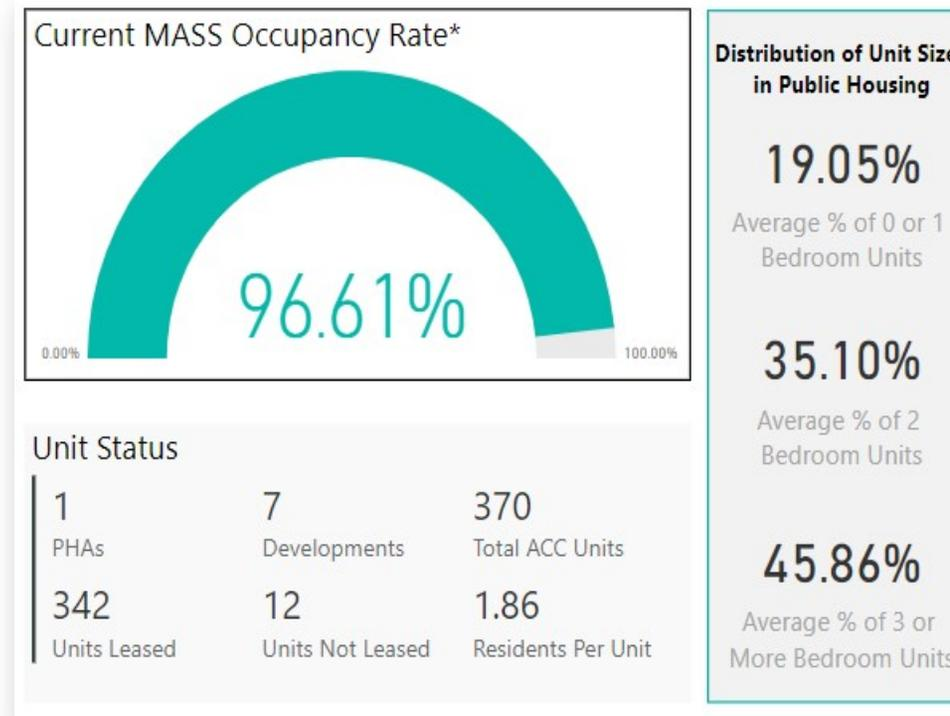 Current MASS Occupancy Rate*
96.61%
0.00%
100.00%
Unit Status
1
PHAs
7
Developments
370
Total ACC Units
342
Units Leased
12
Units Not Leased
1.86
Residents Per Unit
Distribution of Unit Size
in Public Housing
19.05%
Average % of 0 or 1
Bedroom Units
35.10%
Average % of 2
Bedroom Units
45.86%
Average % of 3 or
More Bedroom Units